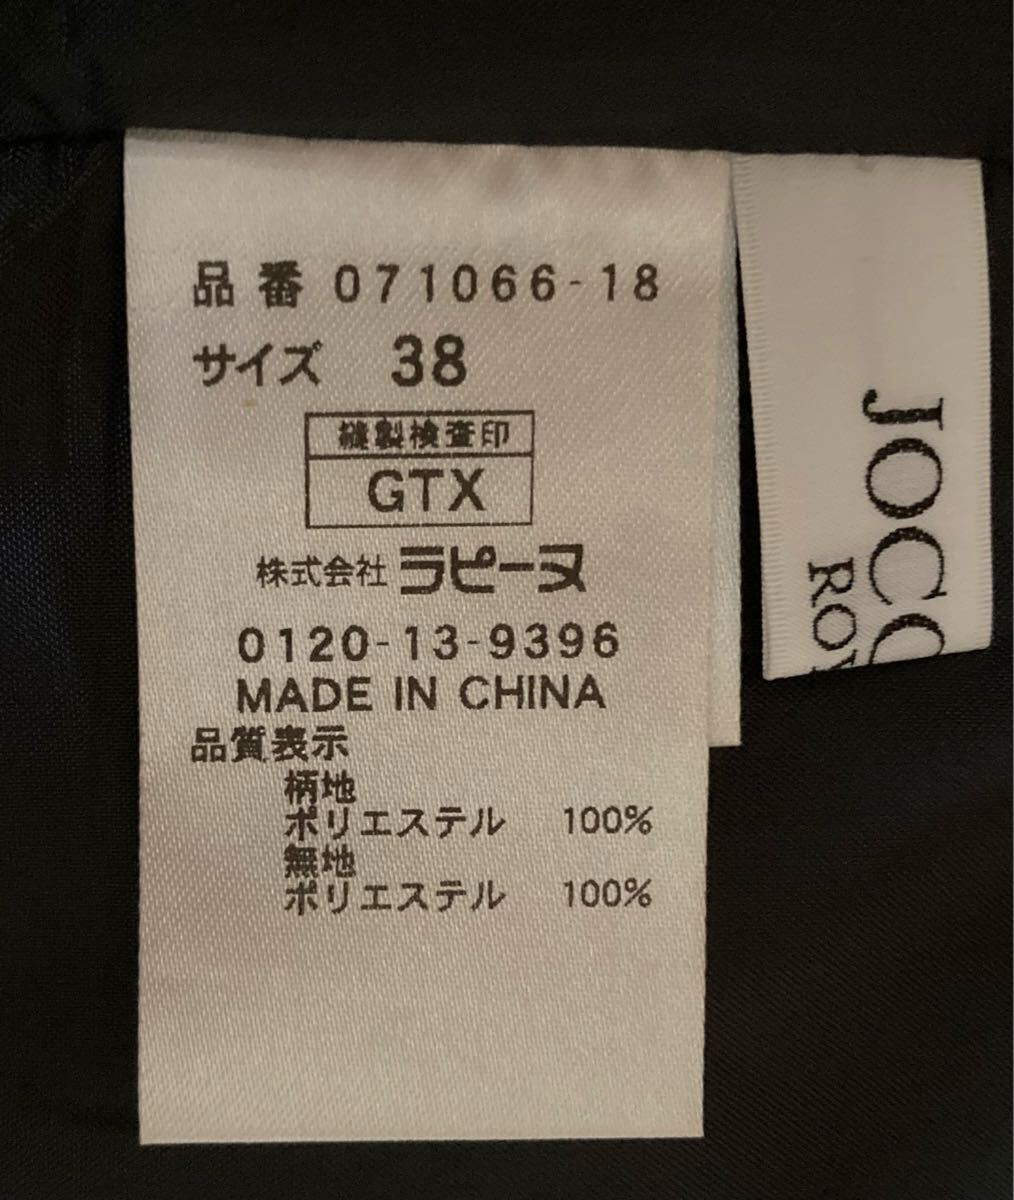 品番 071066-18
サイズ 38
縫製検査印
GTX
株式会社 ラピーヌ
0120-13-9396
MADE IN CHINA
品質表示
柄地
ポリエステル 100%
無地
ポリエステル 100%
JOCC
RO